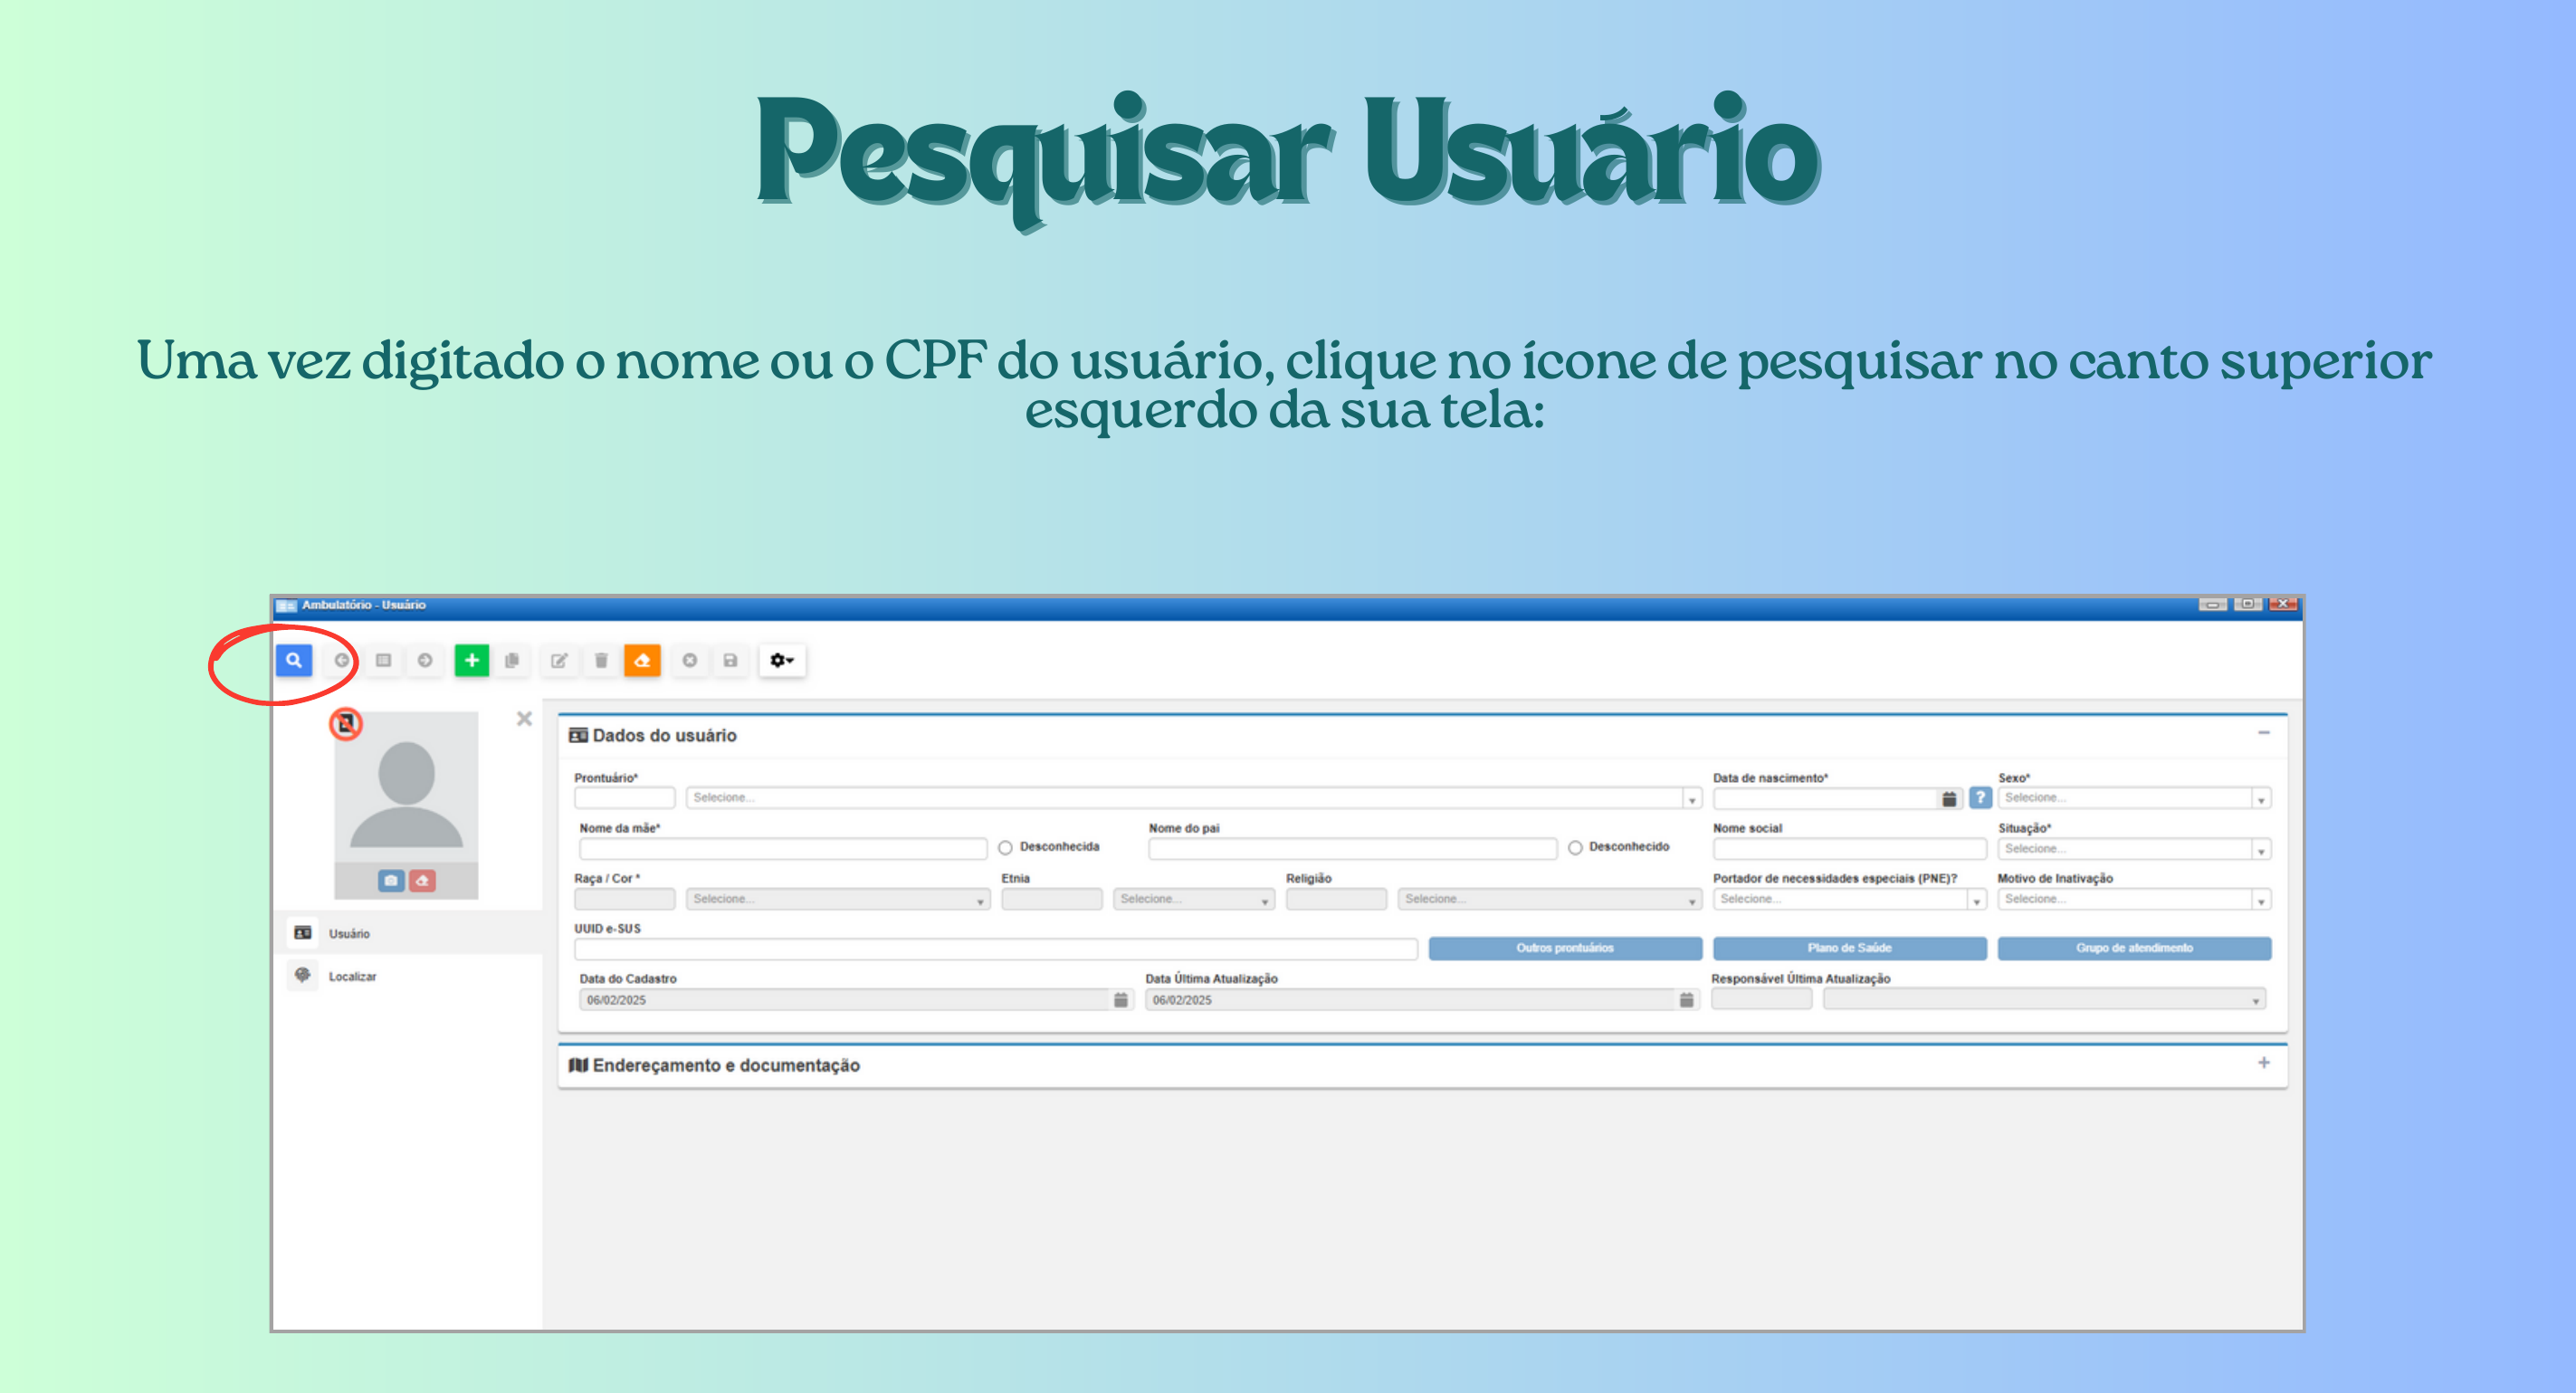 Pesquisar Usuário
Uma vez digitado o nome ou o CPF do usuário, clique no ícone de pesquisar no canto superior
esquerdo da sua tela:
Ambulatório - Usuário
Dados do usuário
Prontuário* Data de nascimento* Sexo*
Selecione... ? Selecione...
Nome da mãe* Nome do pai Nome social Situação*
Desconhecida Desconhecido Selecione...
Raça / Cor * Etnia Religião Portador de necessidades especiais (PNE)? Motivo de Inativação
Selecione... Selecione... Selecione... Selecione... Selecione...
Usuário
UUID e-SUS
Outros prontuários Plano de Saúde Grupo de atendimento
Localizar
Data do Cadastro Data Última Atualização Responsável Última Atualização
06/02/2025 06/02/2025
Endereçamento e documentação